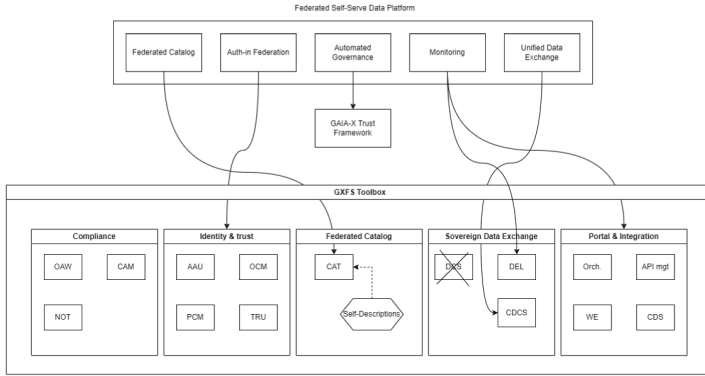 Federated Self-Serve Data Platform
Federated Catalog
Auth-in Federation
Automated
Governance
Monitoring
Unified Data
Exchange
GAIA-X Trust
Framework
GXFS Toolbox
Compliance
Identity & trust
Federated Catalog
Sovereign Data Exchange
Portal & Integration
OAW
CAM
AAU
OCM
CAT
DCS
DEL
Orch.
API mgt
NOT
PCM
TRU
Self-Descriptions
CDCS
WE
CDS